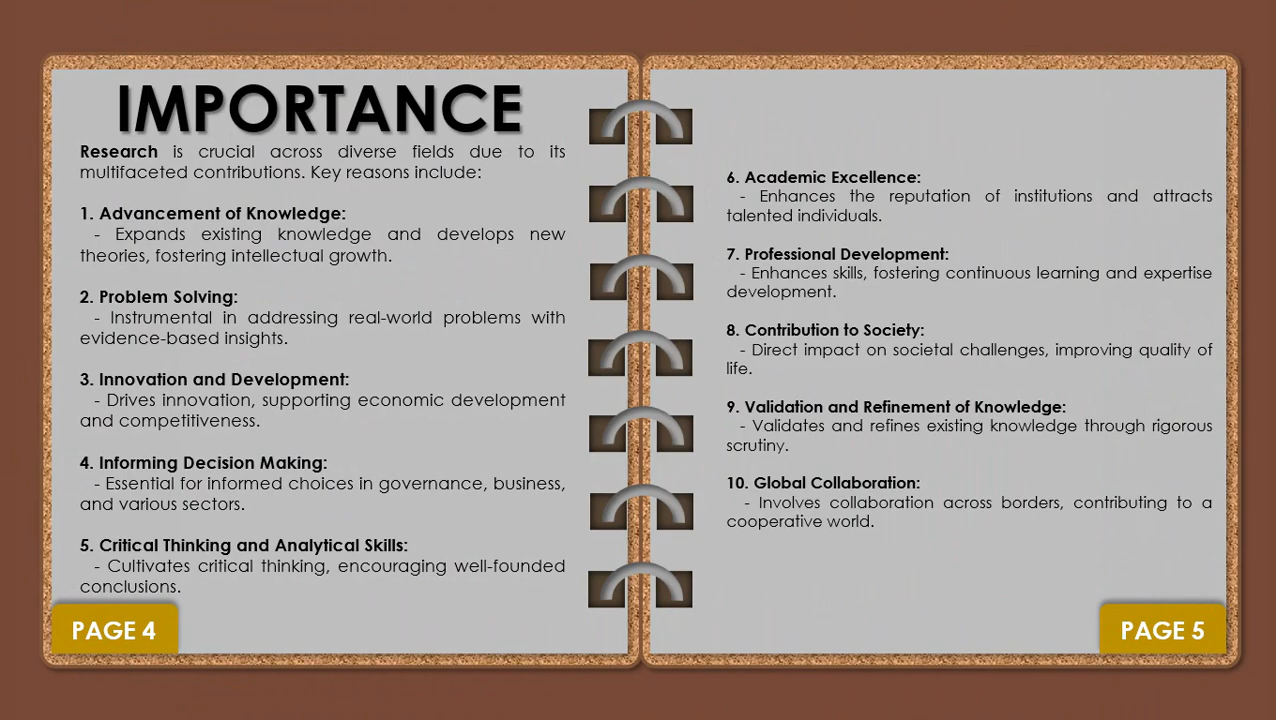 IMPORTANCE
Research is crucial across diverse fields due to its
multifaceted contributions. Key reasons include:
1. Advancement of Knowledge:
- Expands existing knowledge and develops new
theories, fostering intellectual growth.
2. Problem Solving:
- Instrumental in addressing real-world problems with
evidence-based insights.
3. Innovation and Development:
- Drives innovation, supporting economic development
and competitiveness.
4. Informing Decision Making:
- Essential for informed choices in governance, business,
and various sectors.
5. Critical Thinking and Analytical Skills:
- Cultivates critical thinking, encouraging well-founded
conclusions.
PAGE 4
6. Academic Excellence:
- Enhances the reputation of institutions and attracts
talented individuals.
7. Professional Development:
- Enhances skills, fostering continuous learning and expertise
development.
8. Contribution to Society:
- Direct impact on societal challenges, improving quality of
life.
9. Validation and Refinement of Knowledge:
- Validates and refines existing knowledge through rigorous
scrutiny.
10. Global Collaboration:
- Involves collaboration across borders, contributing to a
cooperative world.
PAGE 5